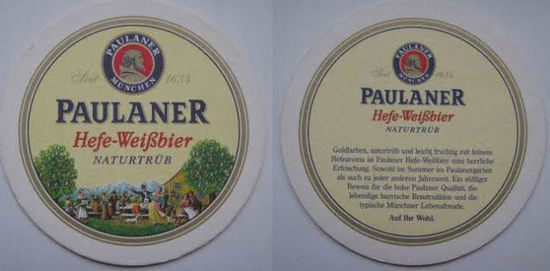 PAULANER
MÜNCHEN
Seit 1634
PAULANER
Hefe-Weißbier
NATURTRÜB
PAULANER
MÜNCHEN
Seit 1634
PAULANER
Hefe-Weißbier
NATURTRÜB
Goldfarben, naturtrüb und leicht fruchtig mit feinem
Hefearoma ist Paulaner Hefe-Weißbier eine herrliche
Erfrischung. Sowohl im Sommer im Paulanergarten
als auch zu jeder anderen Jahreszeit. Ein süffiger
Beweis für die hohe Paulaner Qualität, die
lebendige bayrische Brautradition und die
typische Münchner Lebensfreude.
Auf Ihr Wohl.